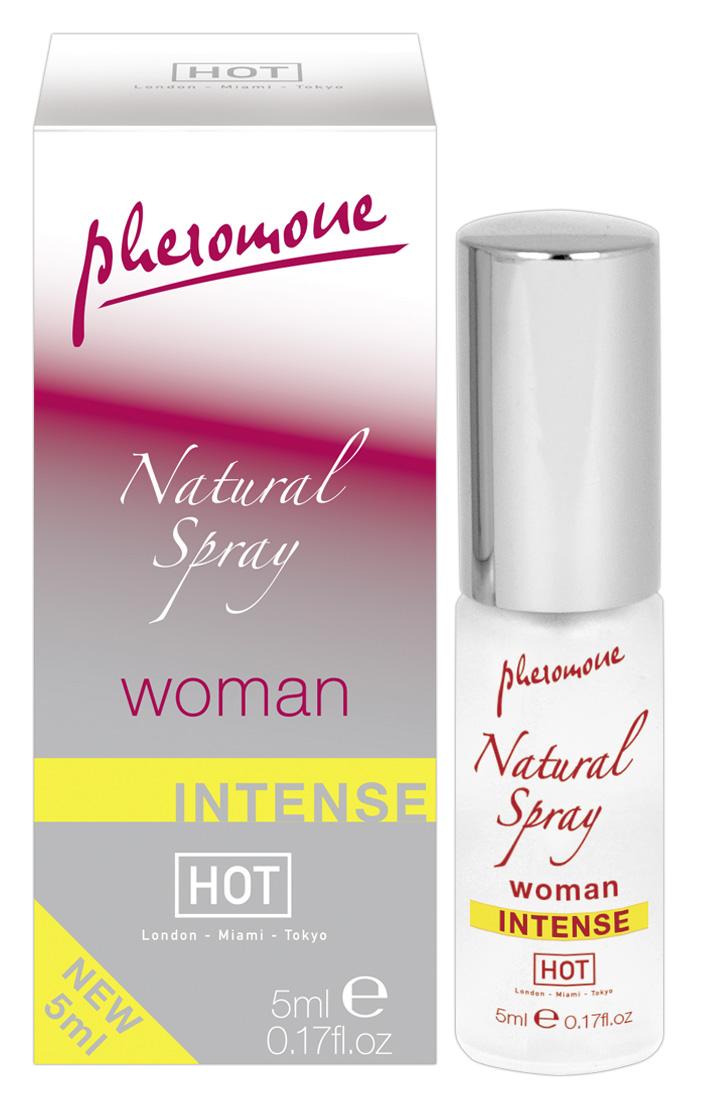 HOT
London - Miami - Tokyo
pheromone
Natural
Spray
woman
INTENSE
HOT
London - Miami - Tokyo
NEW
5ml
5ml e
0.17fl.oz
pheromone
Natural
Spray
woman
INTENSE
HOT
London - Miami - Tokyo
5ml e 0.17fl.oz